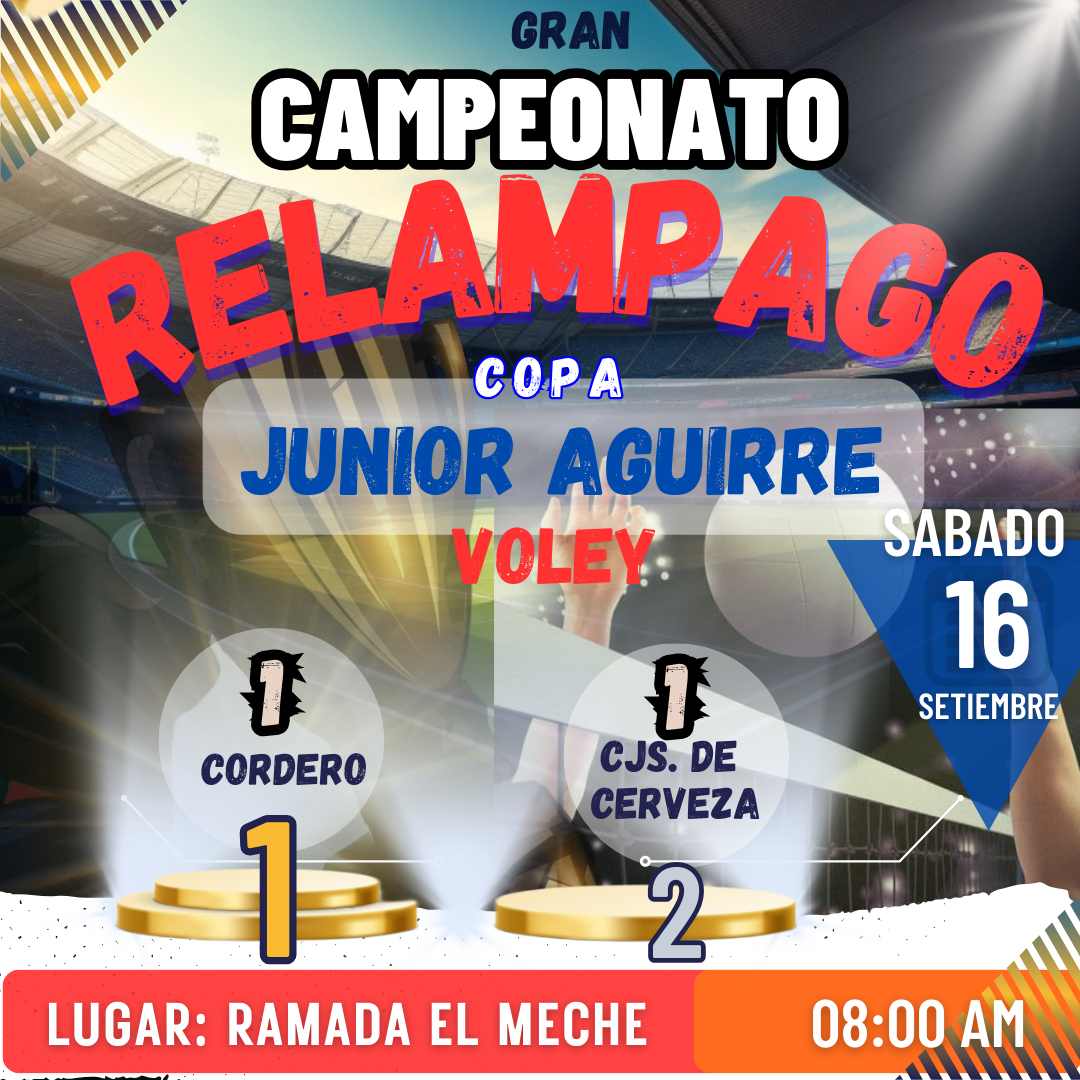 GRAN
CAMPEONATO
RELAMPAGO
COPA
JUNIOR AGUIRRE
VOLEY
SABADO
16
SETIEMBRE
1
CORDERO
1
1
CJS. DE
CERVEZA
2
LUGAR: RAMADA EL MECHE
08:00 AM